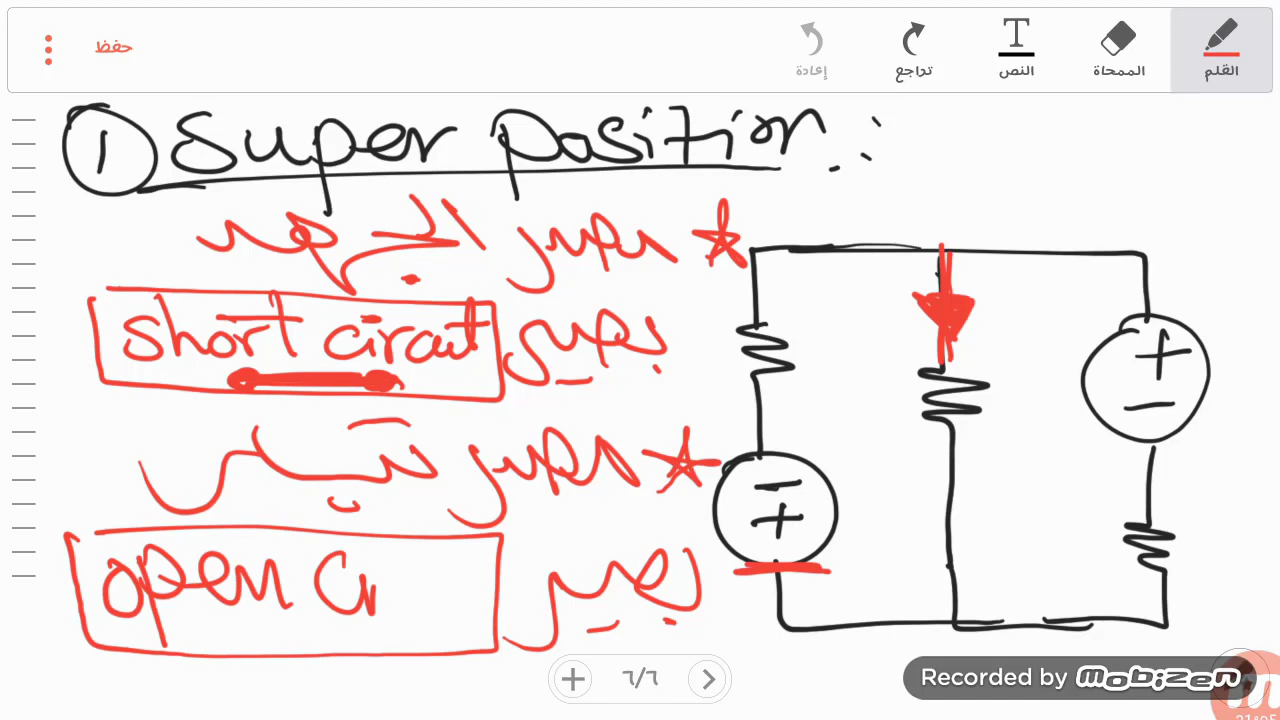 حفظ
إعادة
تراجع
النص
الممحاة
القلم
① Super position :
* مصدر الجهد
يصير short circuit
* مصدر تيار
يصير open Ci
٦/٦
Recorded by mobizen